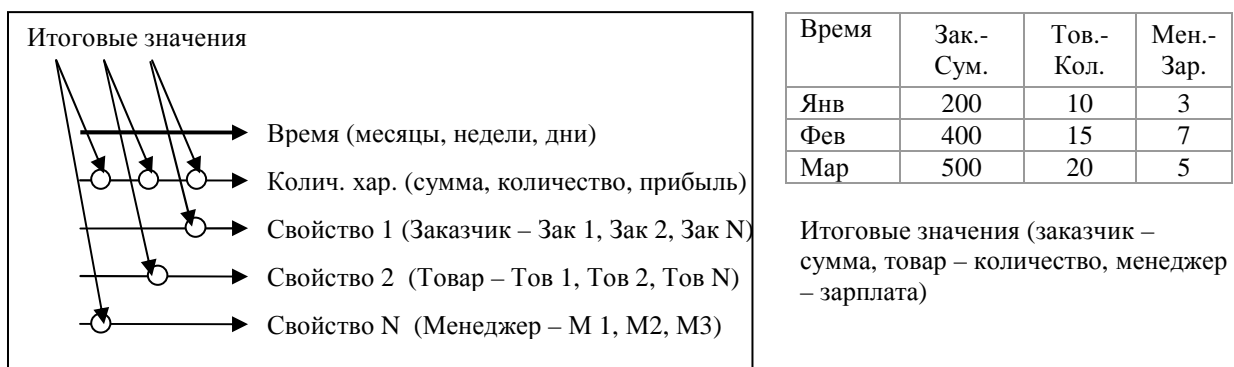 Итоговые значения
Время (месяцы, недели, дни)
Колич. хар. (сумма, количество, прибыль)
Свойство 1 (Заказчик – Зак 1, Зак 2, Зак N)
Свойство 2 (Товар – Тов 1, Тов 2, Тов N)
Свойство N (Менеджер – М 1, М2, М3)
Время Зак.- Тов.- Мен.-
Сум. Кол. Зар.
Янв 200 10 3
Фев 400 15 7
Мар 500 20 5
Итоговые значения (заказчик –
сумма, товар – количество, менеджер
– зарплата)